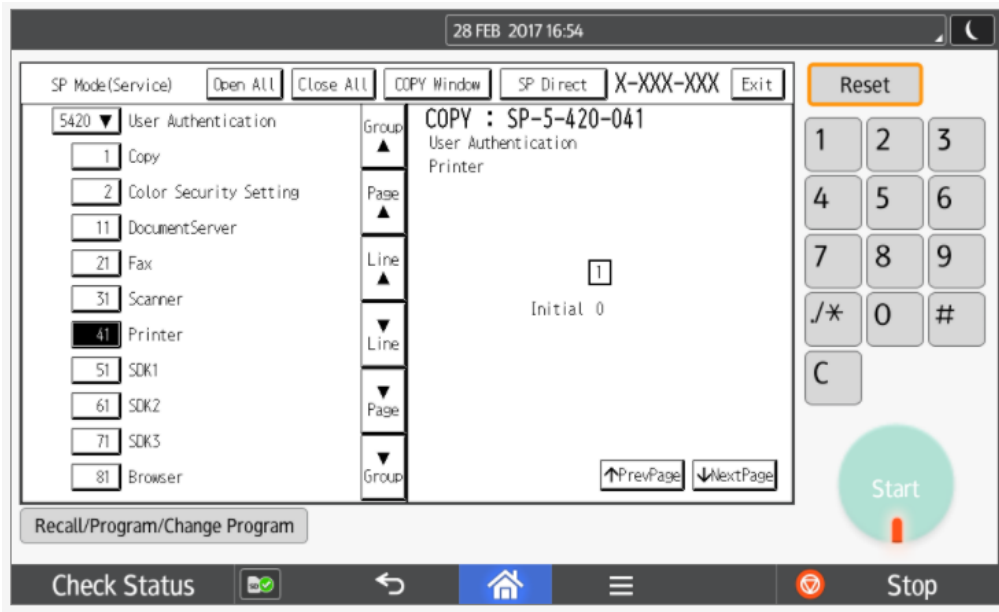 28 FEB 2017 16:54
SP Mode(Service) Open All Close All COPY Window SP Direct X-XXX-XXX Exit
5420 ▼ User Authentication
1 Copy
2 Color Security Setting
11 DocumentServer
21 Fax
31 Scanner
41 Printer
51 SDK1
61 SDK2
71 SDK3
81 Browser
Group
▲
Page
▲
Line
▲
▼
Line
▼
Page
▼
Group
COPY : SP-5-420-041
User Authentication
Printer
1
Initial 0
↑PrevPage ↓NextPage
Reset
1 2 3
4 5 6
7 8 9
./* 0 #
C
Start
Recall/Program/Change Program
Check Status Stop